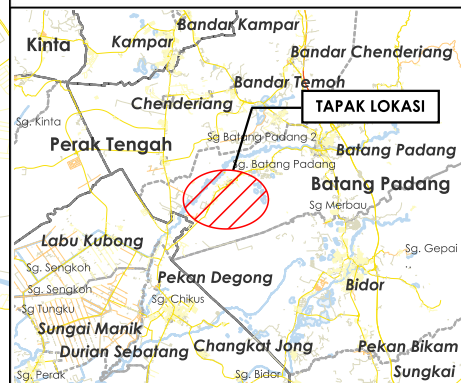 Bandar Kampar
Kinta
Kampar
Bandar Chenderiang
Bandar Temoh
Chenderiang
TAPAK LOKASI
Sg. Kinta
Sg Batang Padang 2
Perak Tengah
Batang Padang
Sg. Batang Padang
Batang Padang
Sg Merbau
Labu Kubong
Sg. Gepai
Sg. Sengkoh
Pekan Degong
Bidor
Sg. Sengkoh
Sg. Chikus
Sg Tungku
Sungai Manik
Changkat Jong
Pekan Bikam
Durian Sebatang
Sg. Perak
Sg. Bidor
Sungkai